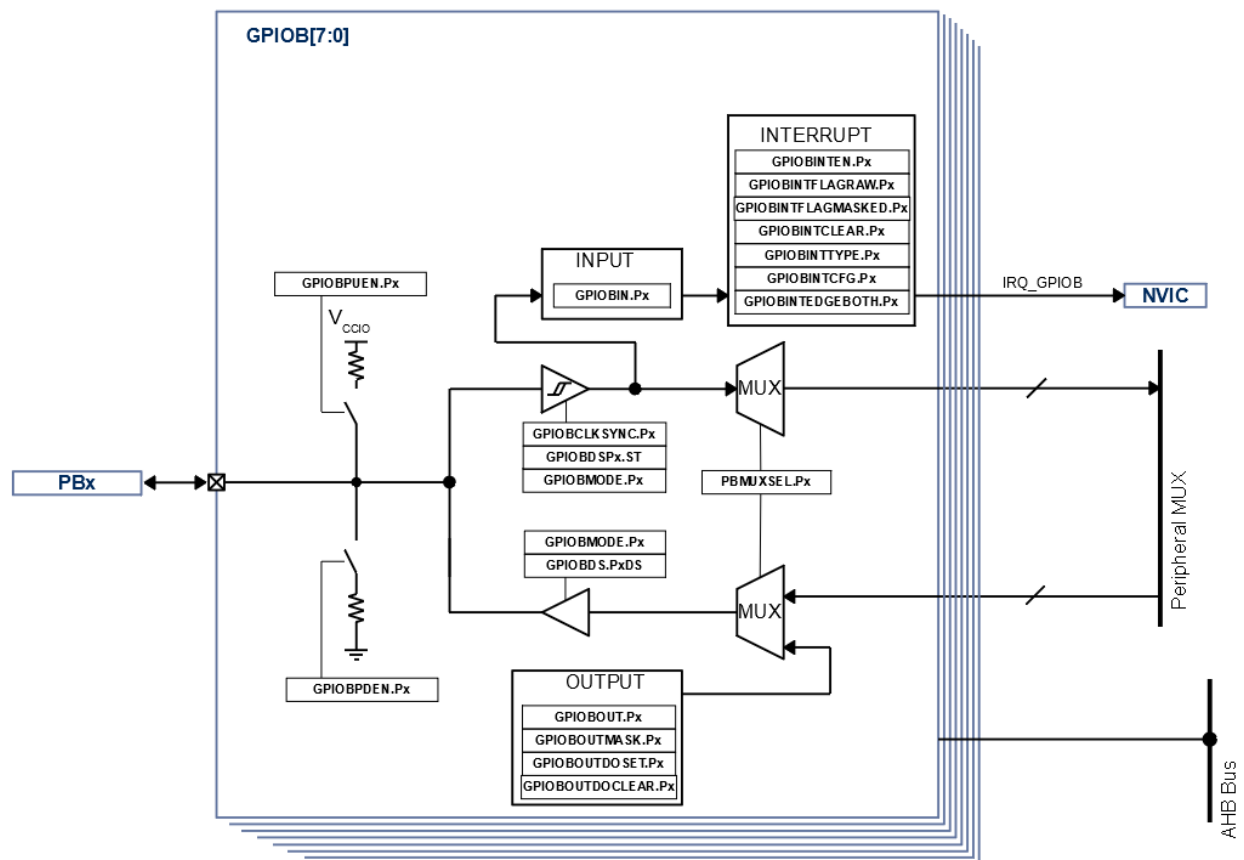 GPIOB[7:0]
INTERRUPT
GPIOBINTEN.Px
GPIOBINTFLAGRAW.Px
GPIOBINTFLAGMASKED.Px
GPIOBINTCLEAR.Px
GPIOBINTTYPE.Px
GPIOBINTCFG.Px
GPIOBINTEDGEBOTH.Px
INPUT
GPIOBIN.Px
IRQ_GPIOB
NVIC
GPIOBPUEN.Px
VCCIO
MUX
GPIOBCLKSYNC.Px
GPIOBDSPx.ST
GPIOBMODE.Px
PBMUXSEL.Px
PBx
Peripheral MUX
GPIOBMODE.Px
GPIOBDS.PxDS
MUX
GPIOBPDEN.Px
OUTPUT
GPIOBOUT.Px
GPIOBOUTMASK.Px
GPIOBOUTDOSET.Px
GPIOBOUTDOCLEAR.Px
AHB Bus